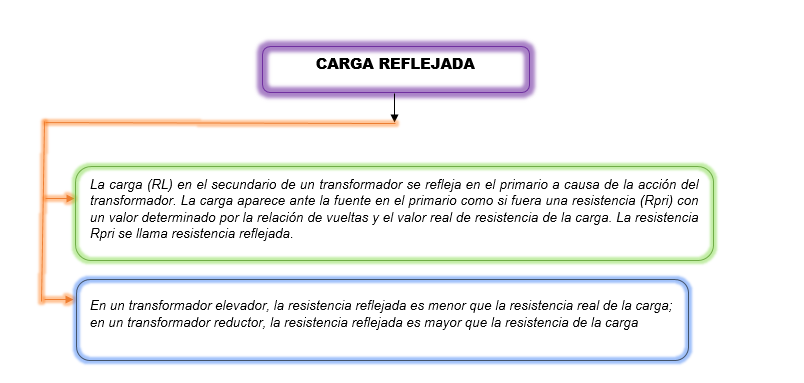 CARGA REFLEJADA
La carga (RL) en el secundario de un transformador se refleja en el primario a causa de la acción del
transformador. La carga aparece ante la fuente en el primario como si fuera una resistencia (Rpri) con
un valor determinado por la relación de vueltas y el valor real de resistencia de la carga. La resistencia
Rpri se llama resistencia reflejada.
En un transformador elevador, la resistencia reflejada es menor que la resistencia real de la carga;
en un transformador reductor, la resistencia reflejada es mayor que la resistencia de la carga